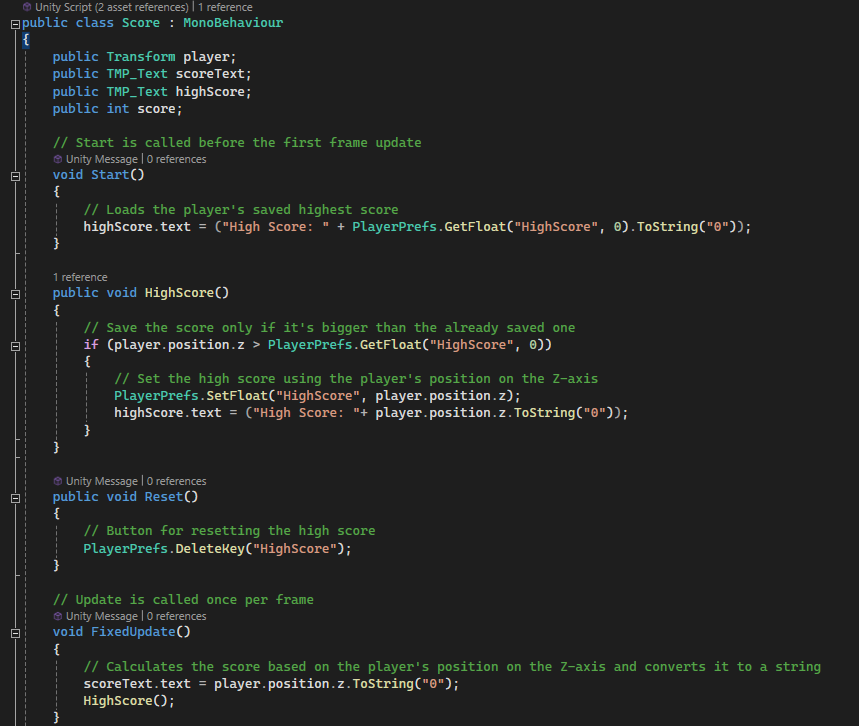 Unity Script (2 asset references) | 1 reference
public class Score : MonoBehaviour
{
public Transform player;
public TMP_Text scoreText;
public TMP_Text highScore;
public int score;
// Start is called before the first frame update
Unity Message | 0 references
void Start()
{
// Loads the player's saved highest score
highScore.text = ("High Score: " + PlayerPrefs.GetFloat("HighScore", 0).ToString("0"));
}
1 reference
public void HighScore()
{
// Save the score only if it's bigger than the already saved one
if (player.position.z > PlayerPrefs.GetFloat("HighScore", 0))
{
// Set the high score using the player's position on the Z-axis
PlayerPrefs.SetFloat("HighScore", player.position.z);
highScore.text = ("High Score: "+ player.position.z.ToString("0"));
}
}
Unity Message | 0 references
public void Reset()
{
// Button for resetting the high score
PlayerPrefs.DeleteKey("HighScore");
}
// Update is called once per frame
Unity Message | 0 references
void FixedUpdate()
{
// Calculates the score based on the player's position on the Z-axis and converts it to a string
scoreText.text = player.position.z.ToString("0");
HighScore();
}